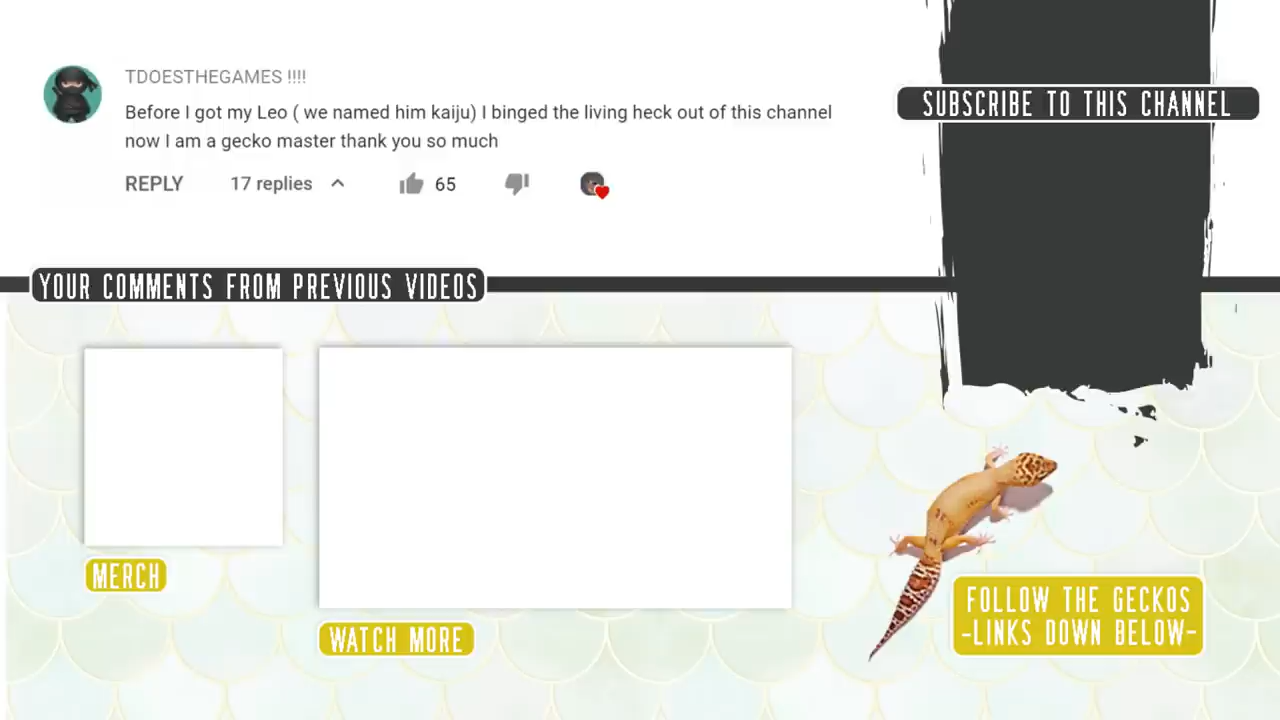 TDOESTHEGAMES !!!!
Before I got my Leo ( we named him kaiju) I binged the living heck out of this channel
now I am a gecko master thank you so much
REPLY 17 replies 65
SUBSCRIBE TO THIS CHANNEL
YOUR COMMENTS FROM PREVIOUS VIDEOS
MERCH
WATCH MORE
FOLLOW THE GECKOS
-LINKS DOWN BELOW-